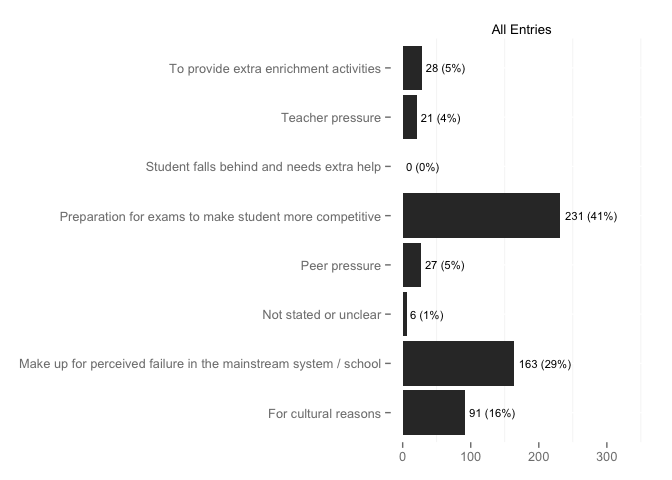 All Entries
To provide extra enrichment activities 28 (5%)
Teacher pressure 21 (4%)
Student falls behind and needs extra help 0 (0%)
Preparation for exams to make student more competitive 231 (41%)
Peer pressure 27 (5%)
Not stated or unclear 6 (1%)
Make up for perceived failure in the mainstream system / school 163 (29%)
For cultural reasons 91 (16%)
0 100 200 300